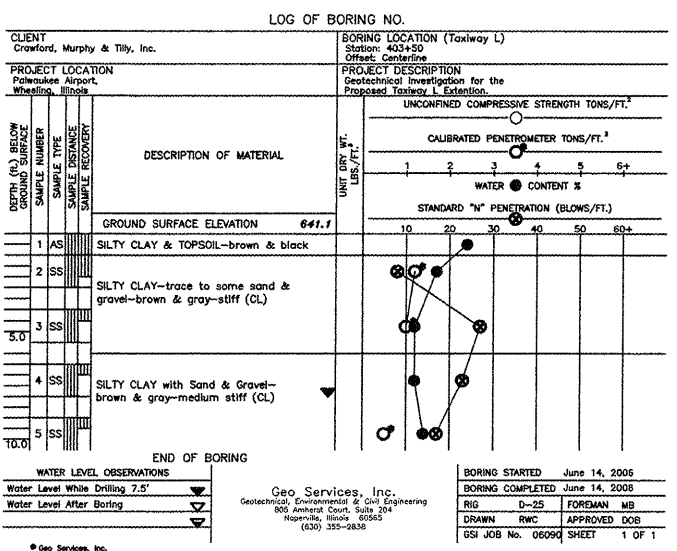 LOG OF BORING NO.
CLIENT
Crawford, Murphy & Tilly, Inc.
BORING LOCATION (Taxiway L)
Station: 403+50
Offset: Centerline
PROJECT LOCATION
Palwaukee Airport,
Wheeling, Illinois
PROJECT DESCRIPTION
Geotechnical Investigation for the
Proposed Taxiway L Extention.
DEPTH (ft.) BELOW
GROUND SURFACE
SAMPLE NUMBER
SAMPLE TYPE
SAMPLE DISTANCE
SAMPLE RECOVERY
DESCRIPTION OF MATERIAL
UNIT DRY WT.
LBS./FT.³
UNCONFINED COMPRESSIVE STRENGTH TONS/FT.²
CALIBRATED PENETROMETER TONS/FT.²
1 2 3 4 5 6+
WATER CONTENT %
STANDARD "N" PENETRATION (BLOWS/FT.)
10 20 30 40 50 60+
GROUND SURFACE ELEVATION 641.1
1 AS SILTY CLAY & TOPSOIL-brown & black
2 SS
SILTY CLAY-trace to some sand &
gravel-brown & gray-stiff (CL)
3 SS
5.0
4 SS
SILTY CLAY with Sand & Gravel-
brown & gray-medium stiff (CL)
5 SS
10.0
END OF BORING
WATER LEVEL OBSERVATIONS
Water Level While Drilling 7.5'
Water Level After Boring
Geo Services, Inc.
Geotechnical, Environmental & Civil Engineering
805 Amherst Court, Suite 204
Naperville, Illinois 60565
(630) 355-2838
BORING STARTED June 14, 2006
BORING COMPLETED June 14, 2006
RIG D-25 FOREMAN MB
DRAWN RWC APPROVED DOB
GSI JOB No. 06090 SHEET 1 OF 1
Geo Services, Inc.